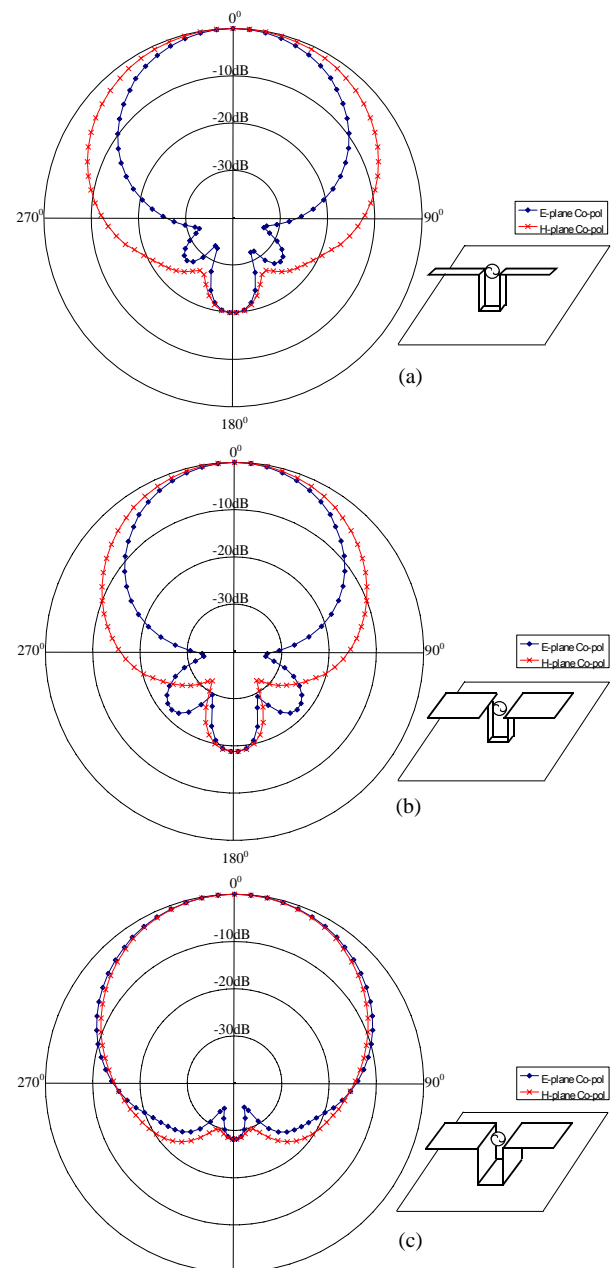 0⁰
-10dB
-20dB
-30dB
270⁰
90⁰
E-plane Co-pol
H-plane Co-pol
(a)
180⁰
0⁰
-10dB
-20dB
-30dB
270⁰
90⁰
E-plane Co-pol
H-plane Co-pol
(b)
180⁰
0⁰
-10dB
-20dB
-30dB
270⁰
90⁰
E-plane Co-pol
H-plane Co-pol
(c)